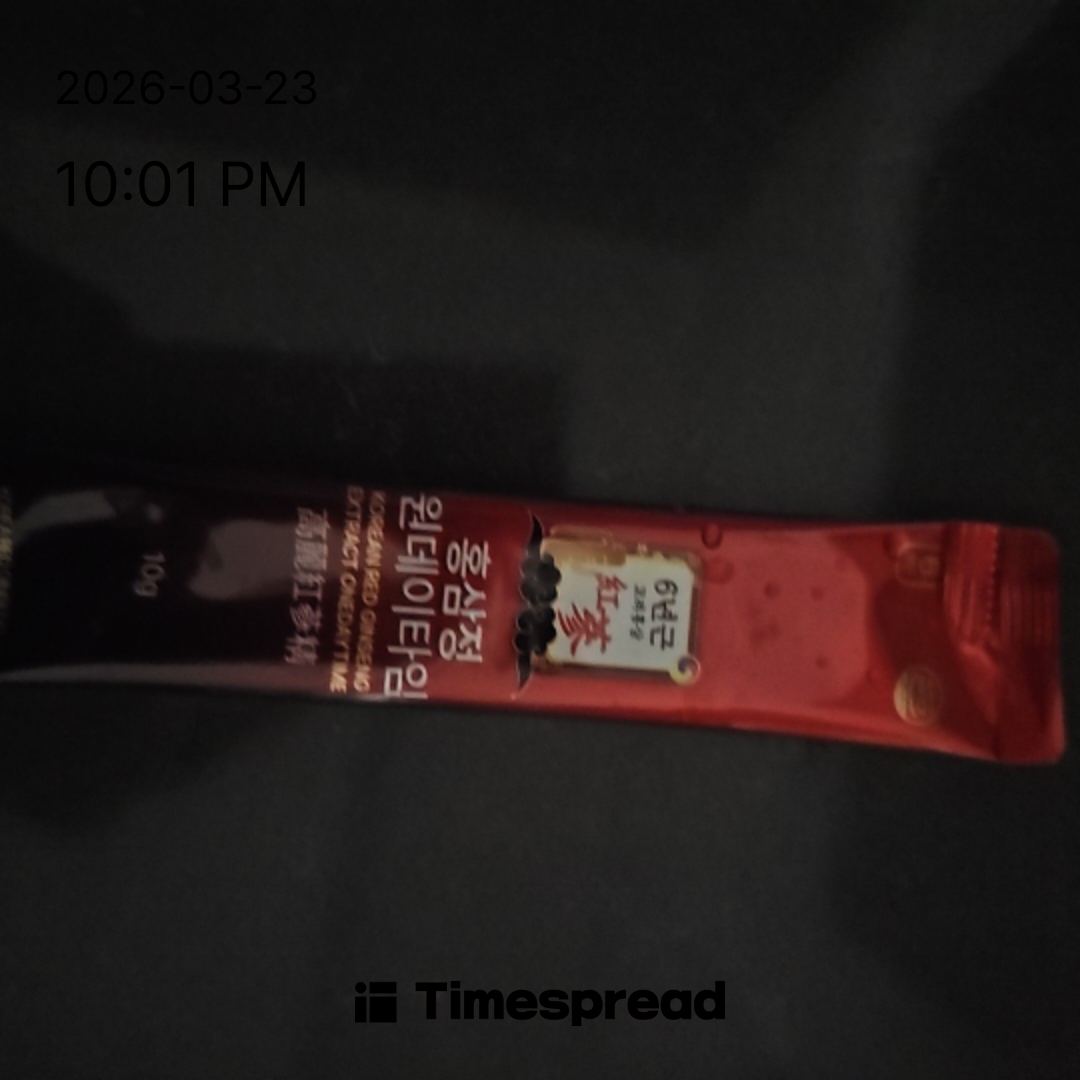 2026-03-23
10:01 PM
6년근
고려홍삼
紅蔘
홍삼정
원데이타임
KOREAN RED GINSENG
EXTRACT ONEDAYTIME
高麗紅蔘精
10g
Timespread